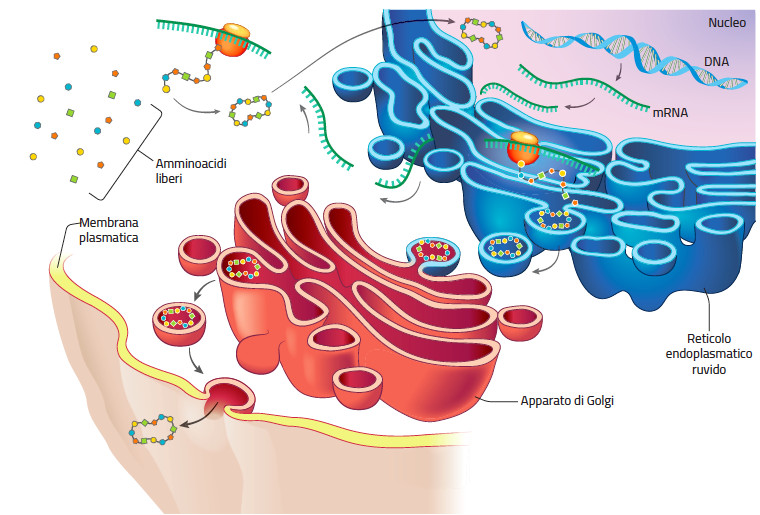 Nucleo
DNA
mRNA
Amminoacidi
liberi
Membrana
plasmatica
Reticolo
endoplasmatico
ruvido
Apparato di Golgi